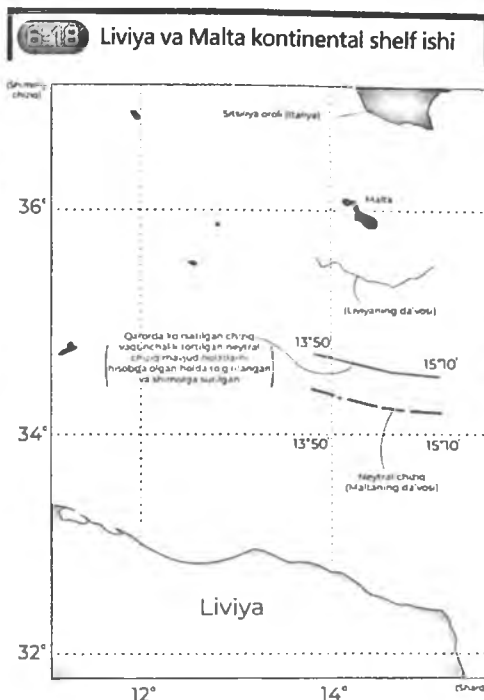 6-18 Liviya va Malta kontinental shelf ishi
chiziq)
Sitsiliya oroli (Italiya)
36°
Malta
(Liviyaning da'vosi)
Qarorda ko'rsatilgan chiziq
vaqtinchalik tortilgan neytral
chiziq mavjud holatlarni
hisobga olgan holda to'g'rilangan
va shimolga surilgan
13°50'
15°10'
34°
13°50'
15°10'
Neytral chiziq
(Maltaning da'vosi)
Liviya
32°
12°
14°